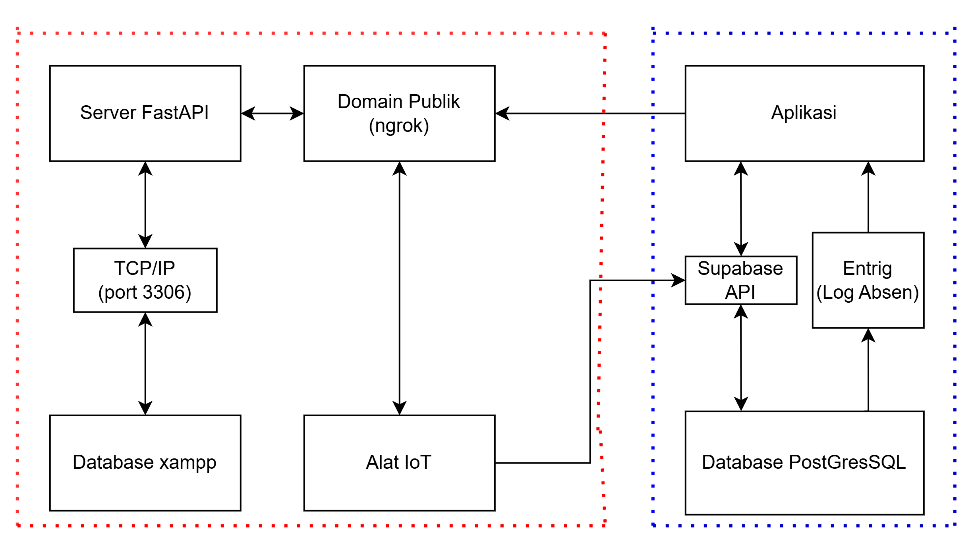 Server FastAPI
Domain Publik
(ngrok)
Aplikasi
TCP/IP
(port 3306)
Supabase
API
Entrig
(Log Absen)
Database xampp
Alat IoT
Database PostGresSQL